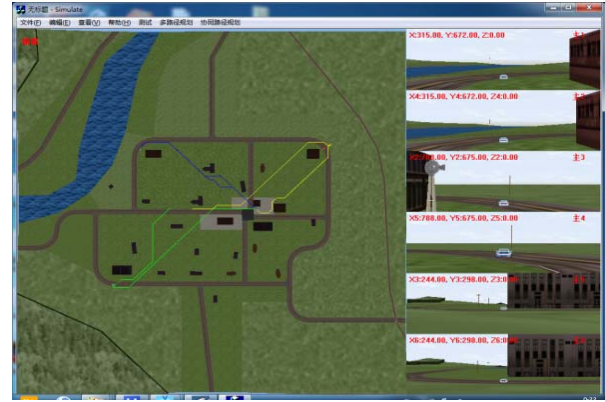 无标题 - Simulate
文件(F) 编辑(E) 查看(V) 帮助(H) 测试 多路径规划 协同路径规划
X:315.00, Y:672.00, Z:0.00 主1
X4:315.00, Y4:672.00, Z4:0.00
Y2:675.00, Z2:0.00 主3
X5:788.00, Y5:675.00, Z5:0.00 主4
X3:244.00, Y3:298.00, Z3:0
X6:244.00, Y6:298.00, Z6:0